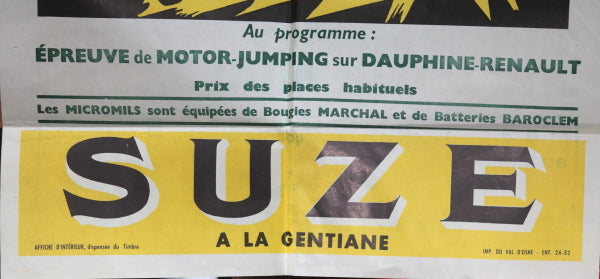 Au programme :
ÉPREUVE de MOTOR-JUMPING sur DAUPHINE-RENAULT
Prix des places habituels
Les MICROMILS sont équipées de Bougies MARCHAL et de Batteries BAROCLEM
SUZE
A LA GENTIANE
AFFICHE D'INTÉRIEUR, dispensée du Timbre
IMP. DU VAL D'OSNE - ENT. 26-32